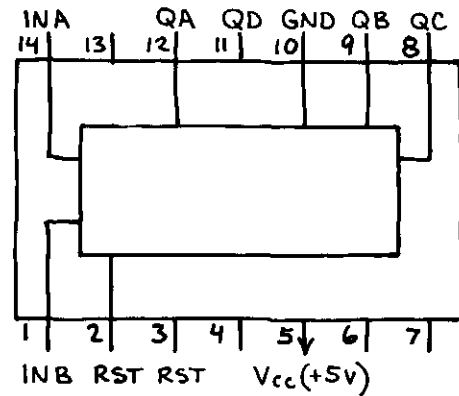 INA QA QD GND QB QC
14 13 12 11 10 9 8
1 2 3 4 5 6 7
INB RST RST Vcc(+5V)